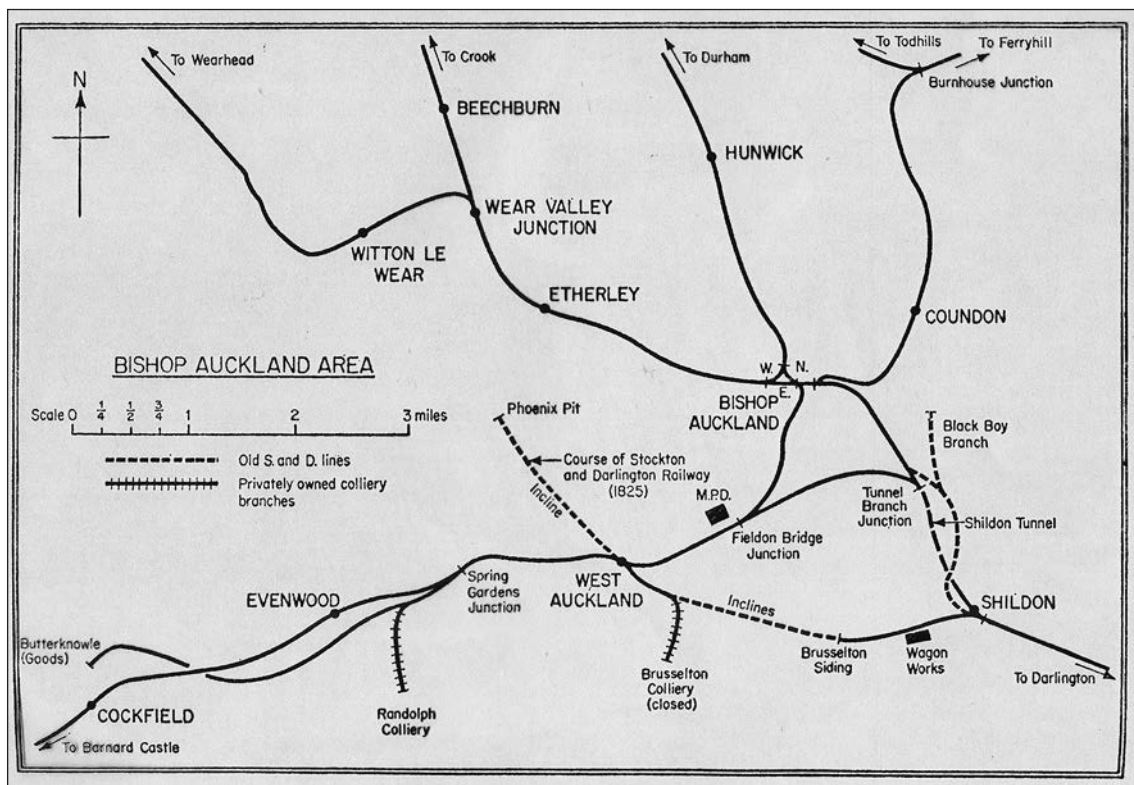 To Wearhead
To Crook
To Durham
To Todhills
To Ferryhill
Burnhouse Junction
N
BEECHBURN
HUNWICK
WEAR VALLEY
JUNCTION
WITTON LE
WEAR
ETHERLEY
COUNDON
BISHOP AUCKLAND AREA
W.
N.
E.
BISHOP
AUCKLAND
Scale 0 1/4 1/2 3/4 1 2 3 miles
Phoenix Pit
Black Boy
Branch
Old S. and D. lines
Privately owned colliery
branches
Course of Stockton
and Darlington Railway
(1825)
Incline
M.P.D.
Tunnel
Branch
Junction
Shildon Tunnel
Fieldon Bridge
Junction
Spring
Gardens
Junction
WEST
AUCKLAND
EVENWOOD
Inclines
SHILDON
Butterknowle
(Goods)
Brusselton
Siding
Wagon
Works
Brusselton
Colliery
(closed)
To Darlington
COCKFIELD
Randolph
Colliery
To Barnard Castle